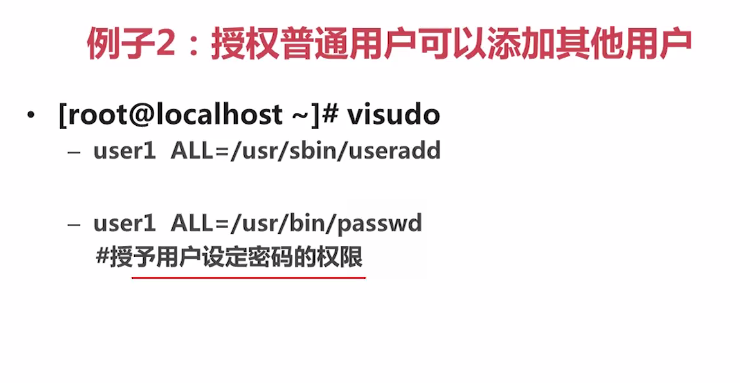 例子2：授权普通用户可以添加其他用户
• [root@localhost ~]# visudo
– user1 ALL=/usr/sbin/useradd
– user1 ALL=/usr/bin/passwd
#授予用户设定密码的权限